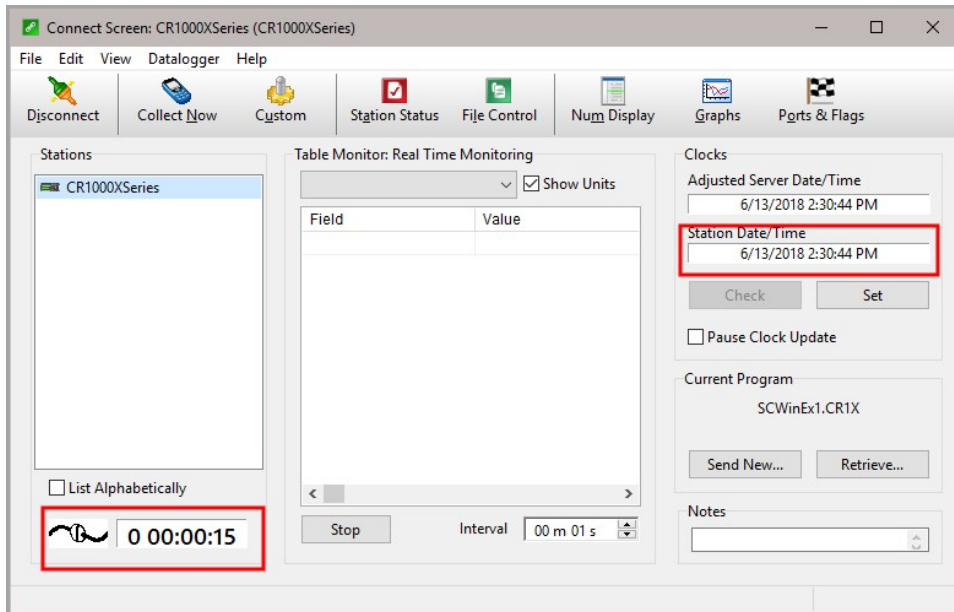 Connect Screen: CR1000XSeries (CR1000XSeries)
File Edit View Datalogger Help
Disconnect Collect Now Custom Station Status File Control Num Display Graphs Ports & Flags
Stations
CR1000XSeries
List Alphabetically
0 00:00:15
Table Monitor: Real Time Monitoring
Show Units
Field Value
Stop Interval 00 m 01 s
Clocks
Adjusted Server Date/Time
6/13/2018 2:30:44 PM
Station Date/Time
6/13/2018 2:30:44 PM
Check Set
Pause Clock Update
Current Program
SCWinEx1.CR1X
Send New... Retrieve...
Notes